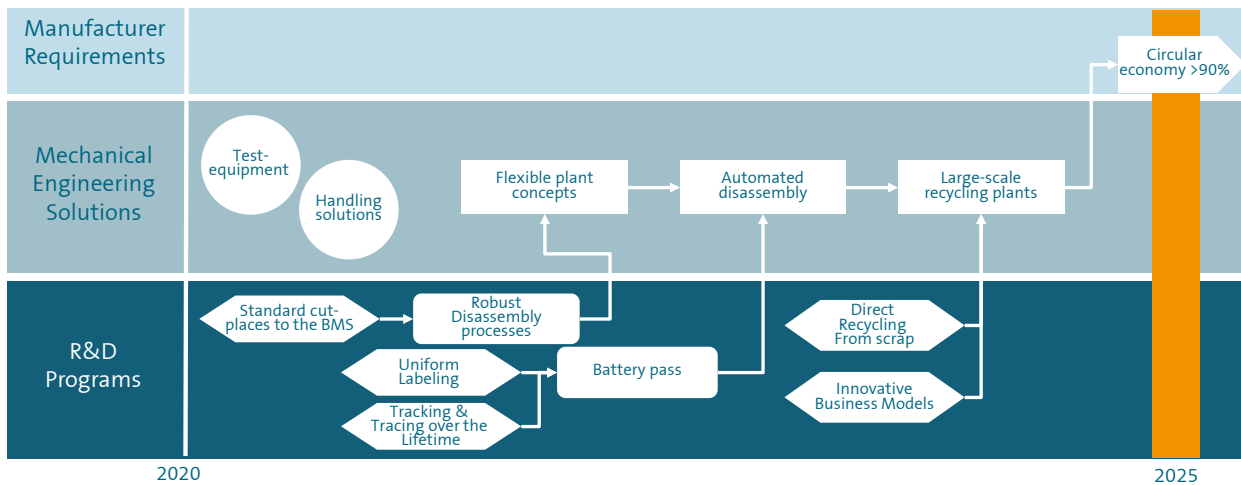 Manufacturer
Requirements
Circular
economy >90%
Mechanical
Engineering
Solutions
Test-
equipment
Handling
solutions
Flexible plant
concepts
Automated
disassembly
Large-scale
recycling plants
R&D
Programs
Standard cut-
places to the BMS
Robust
Disassembly
processes
Uniform
Labeling
Tracking &
Tracing over the
Lifetime
Battery pass
Direct
Recycling
From scrap
Innovative
Business Models
2020
2025